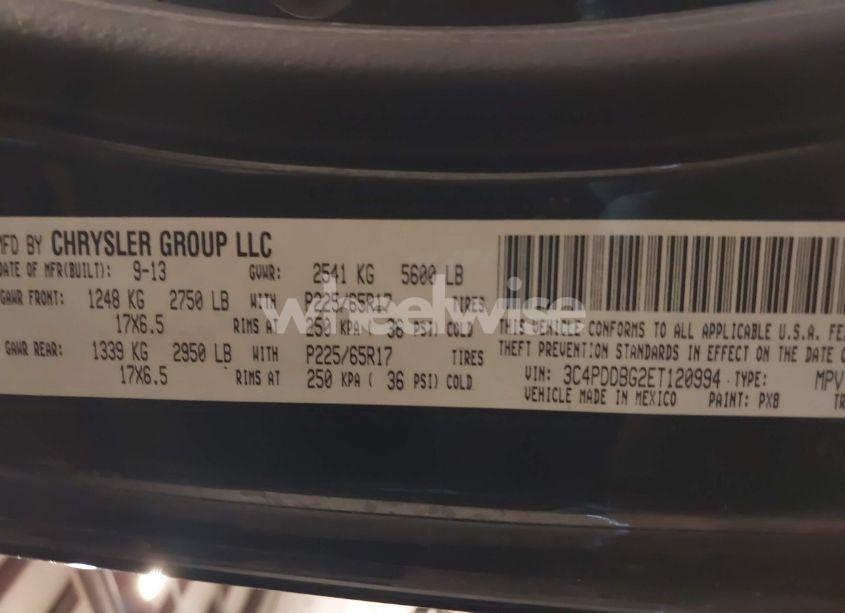 MFD BY CHRYSLER GROUP LLC
DATE OF MFR(BUILT): 9-13 GVWR: 2541 KG 5600 LB
GAWR FRONT: 1248 KG 2750 LB WITH P225/65R17 TIRES
17X6.5 RIMS AT 250 KPA ( 36 PSI) COLD
GAWR REAR: 1339 KG 2950 LB WITH P225/65R17 TIRES
17X6.5 RIMS AT 250 KPA ( 36 PSI) COLD
THIS VEHICLE CONFORMS TO ALL APPLICABLE U.S.A.
THEFT PREVENTION STANDARDS IN EFFECT ON THE DATE
VIN: 3C4PDDBG2ET120994 TYPE: MPV
VEHICLE MADE IN MEXICO PAINT: PX8
wheelwise